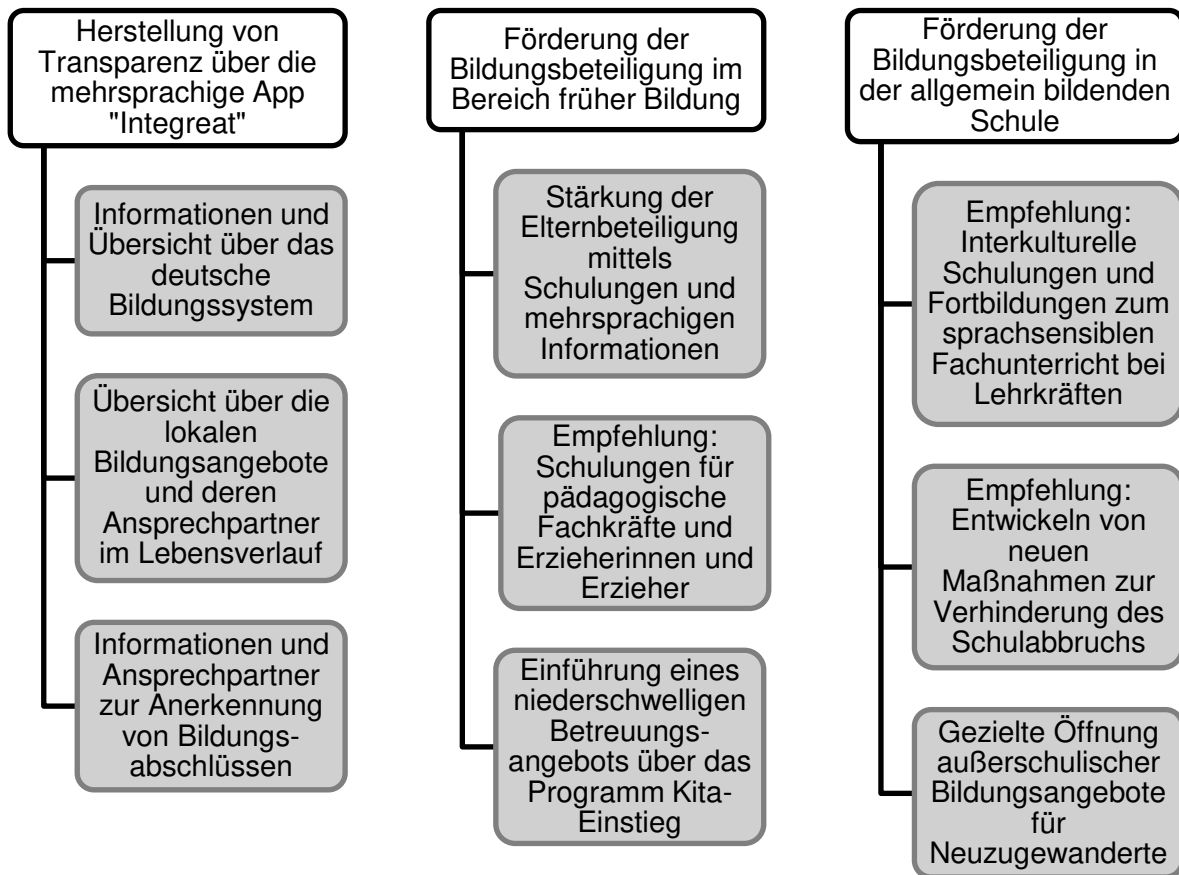 Herstellung von
Transparenz über die
mehrsprachige App
"Integreat"
Informationen und
Übersicht über das
deutsche
Bildungssystem
Übersicht über die
lokalen
Bildungsangebote
und deren
Ansprechpartner
im Lebensverlauf
Informationen und
Ansprechpartner
zur Anerkennung
von Bildungs-
abschlüssen
Förderung der
Bildungsbeteiligung im
Bereich früher Bildung
Stärkung der
Elternbeteiligung
mittels
Schulungen und
mehrsprachigen
Informationen
Empfehlung:
Schulungen für
pädagogische
Fachkräfte und
Erzieherinnen und
Erzieher
Einführung eines
niederschwelligen
Betreuungs-
angebots über das
Programm Kita-
Einstieg
Förderung der
Bildungsbeteiligung in
der allgemein bildenden
Schule
Empfehlung:
Interkulturelle
Schulungen und
Fortbildungen zum
sprachsensiblen
Fachunterricht bei
Lehrkräften
Empfehlung:
Entwickeln von
neuen
Maßnahmen zur
Verhinderung des
Schulabbruchs
Gezielte Öffnung
außerschulischer
Bildungsangebote
für
Neuzugewanderte